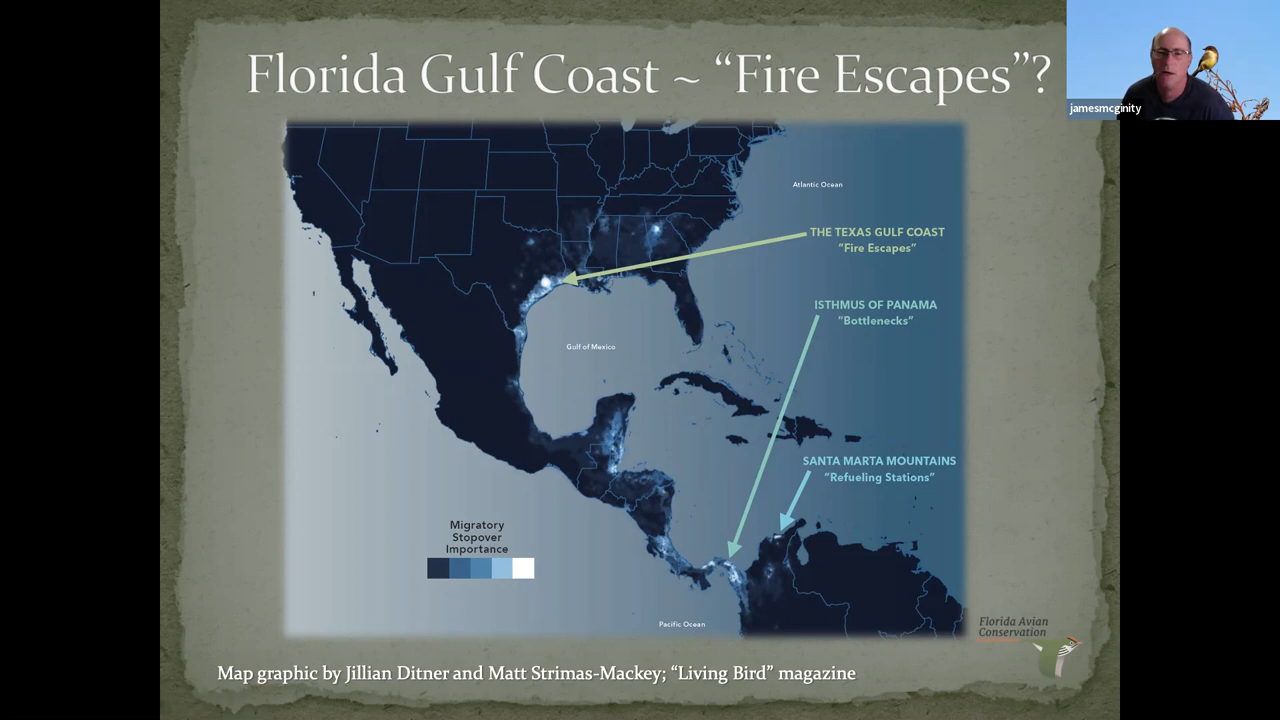 Florida Gulf Coast ~ “Fire Escapes”?
jamesmcginity
Atlantic Ocean
THE TEXAS GULF COAST
“Fire Escapes”
ISTHMUS OF PANAMA
“Bottlenecks”
Gulf of Mexico
SANTA MARTA MOUNTAINS
“Refueling Stations”
Migratory
Stopover
Importance
Pacific Ocean
Florida Avian
Conservation
Map graphic by Jillian Ditner and Matt Strimas-Mackey; “Living Bird” magazine